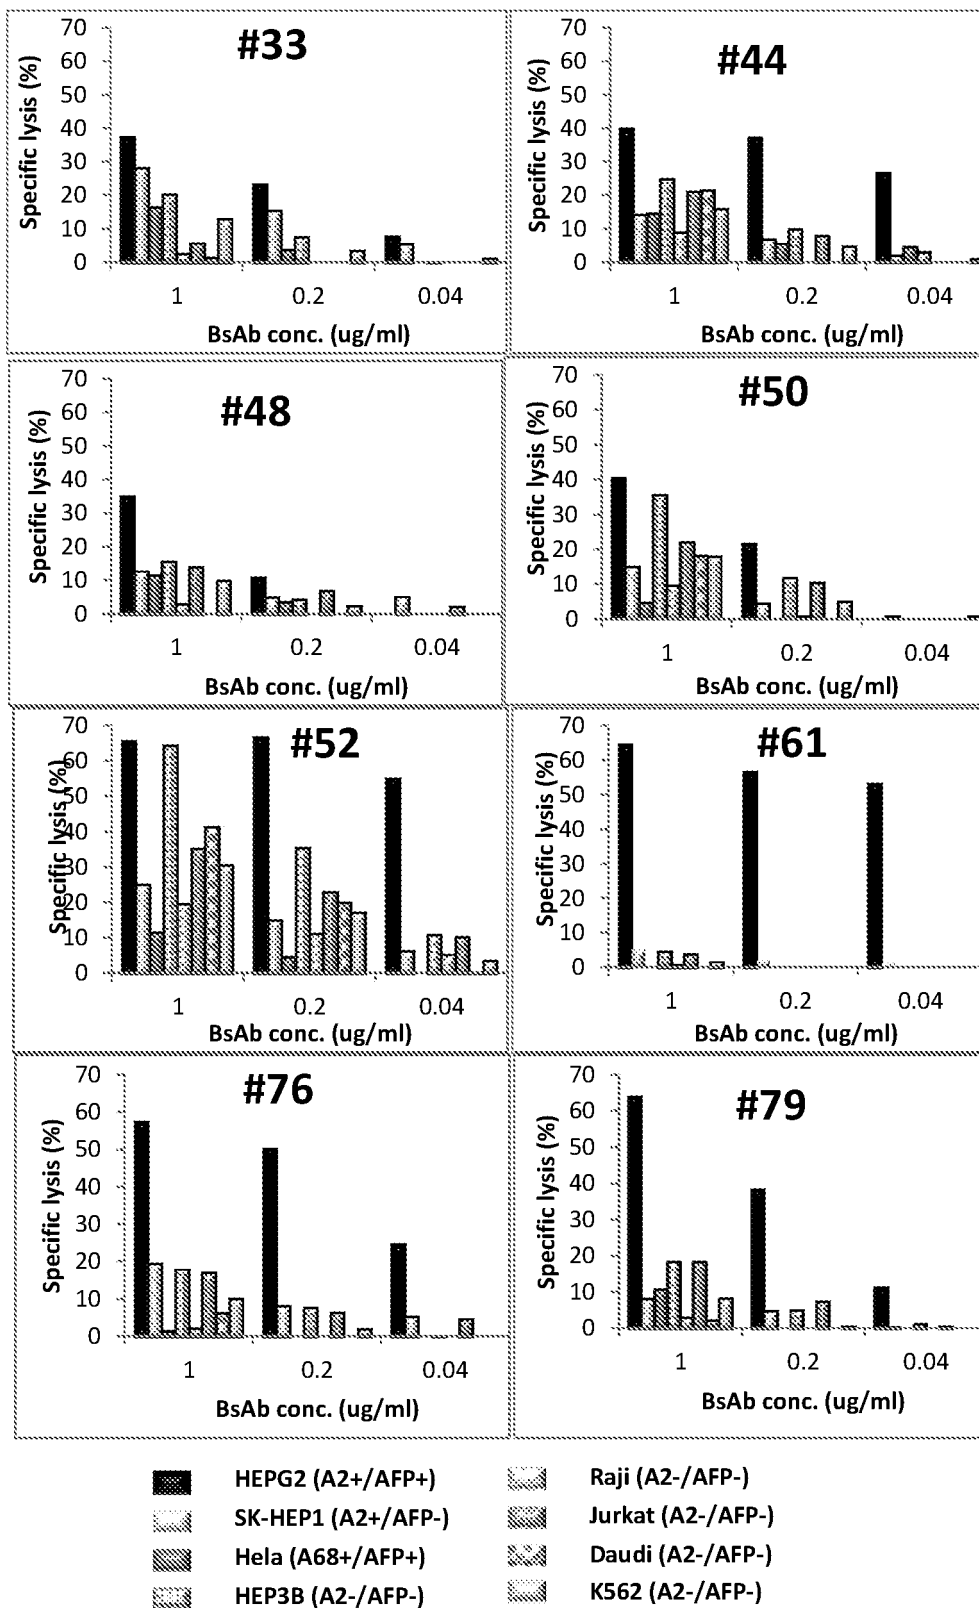 #33
Specific lysis (%)
70
60
50
40
30
20
10
0
1 0.2 0.04
BsAb conc. (ug/ml)
#44
Specific lysis (%)
70
60
50
40
30
20
10
0
1 0.2 0.04
BsAb conc. (ug/ml)
#48
Specific lysis (%)
70
60
50
40
30
20
10
0
1 0.2 0.04
BsAb conc. (ug/ml)
#50
Specific lysis (%)
70
60
50
40
30
20
10
0
1 0.2 0.04
BsAb conc. (ug/ml)
#52
Specific lysis (%)
70
60
50
40
30
20
10
0
1 0.2 0.04
BsAb conc. (ug/ml)
#61
Specific lysis (%)
70
60
50
40
30
20
10
0
1 0.2 0.04
BsAb conc. (ug/ml)
#76
Specific lysis (%)
70
60
50
40
30
20
10
0
1 0.2 0.04
BsAb conc. (ug/ml)
#79
Specific lysis (%)
70
60
50
40
30
20
10
0
1 0.2 0.04
BsAb conc. (ug/ml)
HEPG2 (A2+/AFP+)
SK-HEP1 (A2+/AFP-)
Hela (A68+/AFP+)
HEP3B (A2-/AFP-)
Raji (A2-/AFP-)
Jurkat (A2-/AFP-)
Daudi (A2-/AFP-)
K562 (A2-/AFP-)